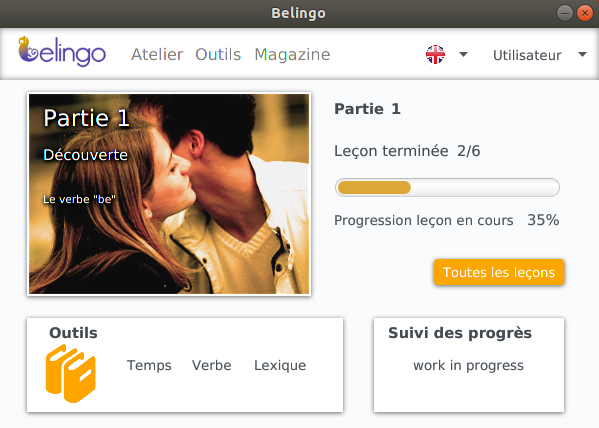 Belingo
belingo Atelier Outils Magazine Utilisateur
Partie 1
Découverte
Le verbe "be"
Partie 1
Leçon terminée 2/6
Progression leçon en cours 35%
Toutes les leçons
Outils
Temps Verbe Lexique
Suivi des progrès
work in progress